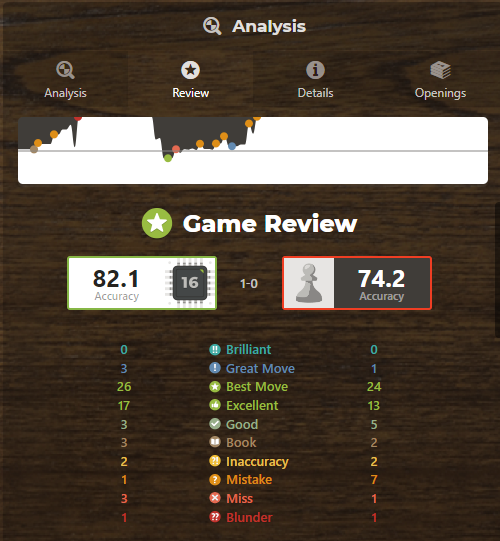 Analysis
Analysis Review Details Openings
Game Review
82.1 Accuracy 16 1-0 74.2 Accuracy
0 !! Brilliant 0
3 ! Great Move 1
26 Best Move 24
17 Excellent 13
3 Good 5
3 Book 2
2 ?! Inaccuracy 2
1 ? Mistake 7
3 Miss 1
1 ?? Blunder 1